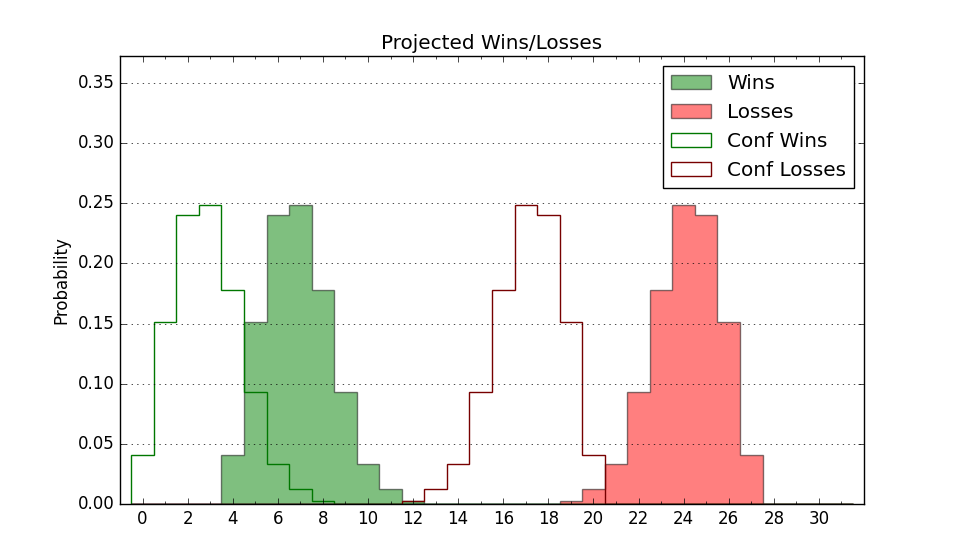 Projected Wins/Losses
Wins
Losses
Conf Wins
Conf Losses
Probability
0.35
0.30
0.25
0.20
0.15
0.10
0.05
0.00
0 2 4 6 8 10 12 14 16 18 20 22 24 26 28 30